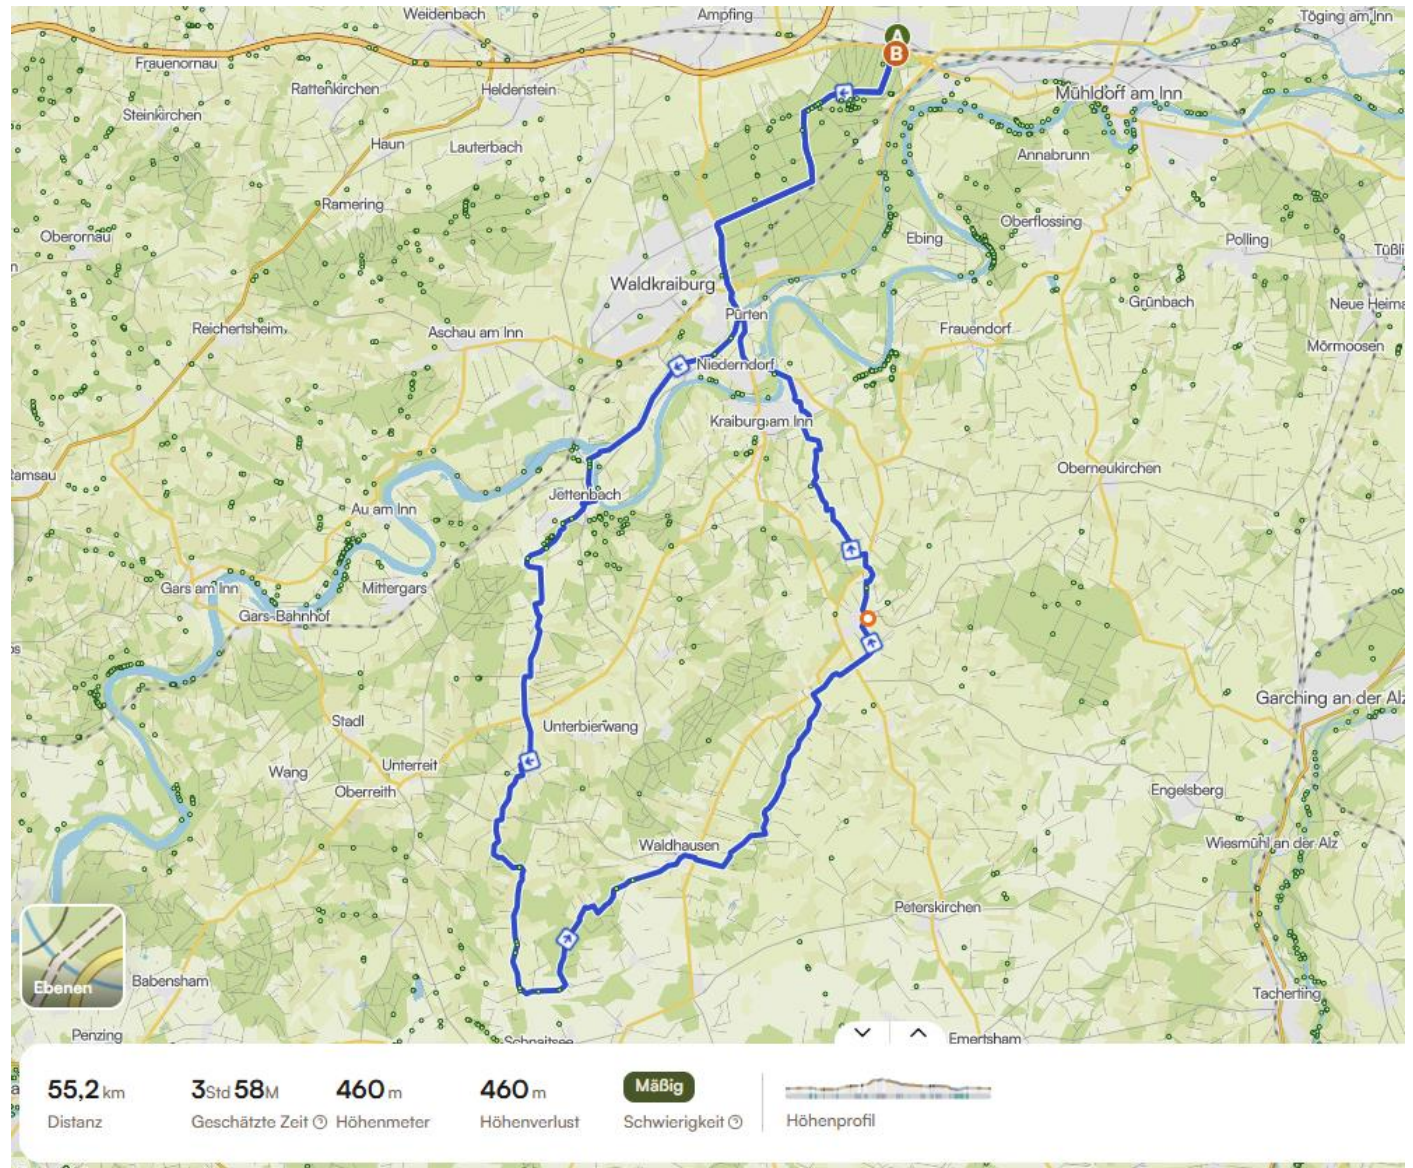 Weidenbach
Ampfing
Töging am Inn
A
B
Frauenornau
Rattenkirchen
Heldenstein
Mühldorf am Inn
Steinkirchen
Haun
Lauterbach
Annabrunn
Ramering
Oberornau
Ebing
Oberflossing
Polling
Tüßli
n
Waldkraiburg
Grünbach
Neue Heima
Pürten
Reichertsheim
Aschau am Inn
Frauendorf
Mörmoosen
Niederndorf
Kraiburg am Inn
Ramsau
Oberneukirchen
Jettenbach
Au am Inn
Gars am Inn
Mittergars
Gars-Bahnhof
os
Garching an der Alz
Stadl
Unterbierwang
Wang
Unterreit
Oberreith
Engelsberg
Waldhausen
Wiesmühl an der Alz
Peterskirchen
Ebenen
Babensham
Tacherting
Penzing
Schnaitsee
Emertsham
55,2 km
Distanz
3Std 58M
Geschätzte Zeit
460 m
Höhenmeter
460 m
Höhenverlust
Mäßig
Schwierigkeit
Höhenprofil